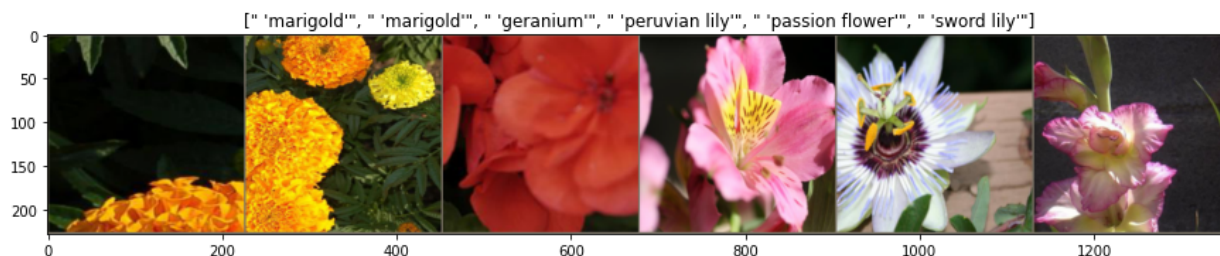 [" 'marigold'", " 'marigold'", " 'geranium'", " 'peruvian lily'", " 'passion flower'", " 'sword lily'"]
0
50
100
150
200
0 200 400 600 800 1000 1200